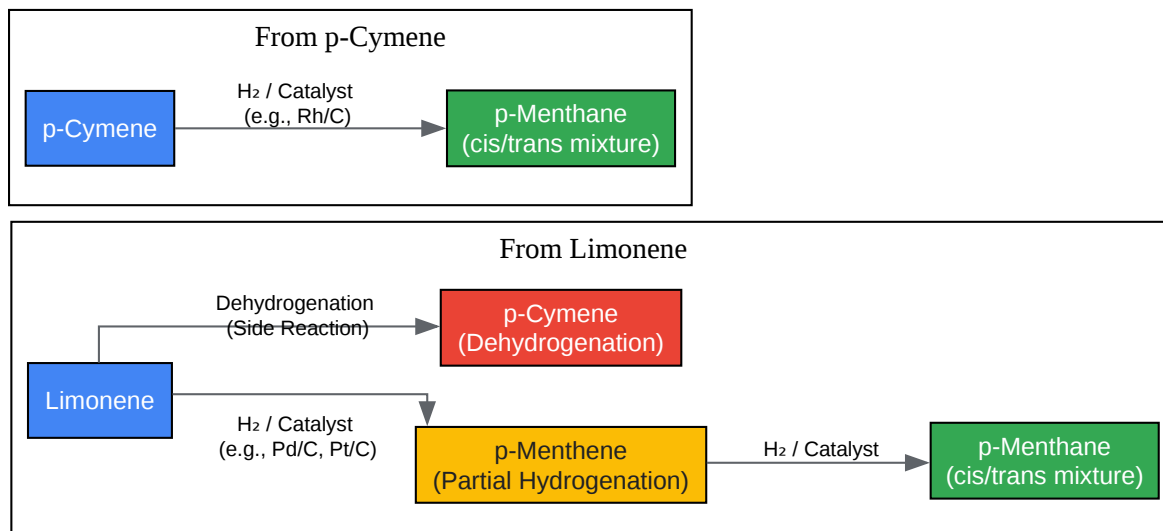 From p-Cymene
p-Cymene
H₂ / Catalyst
(e.g., Rh/C)
p-Menthane
(cis/trans mixture)
From Limonene
Dehydrogenation
(Side Reaction)
p-Cymene
(Dehydrogenation)
Limonene
H₂ / Catalyst
(e.g., Pd/C, Pt/C)
p-Menthene
(Partial Hydrogenation)
H₂ / Catalyst
p-Menthane
(cis/trans mixture)